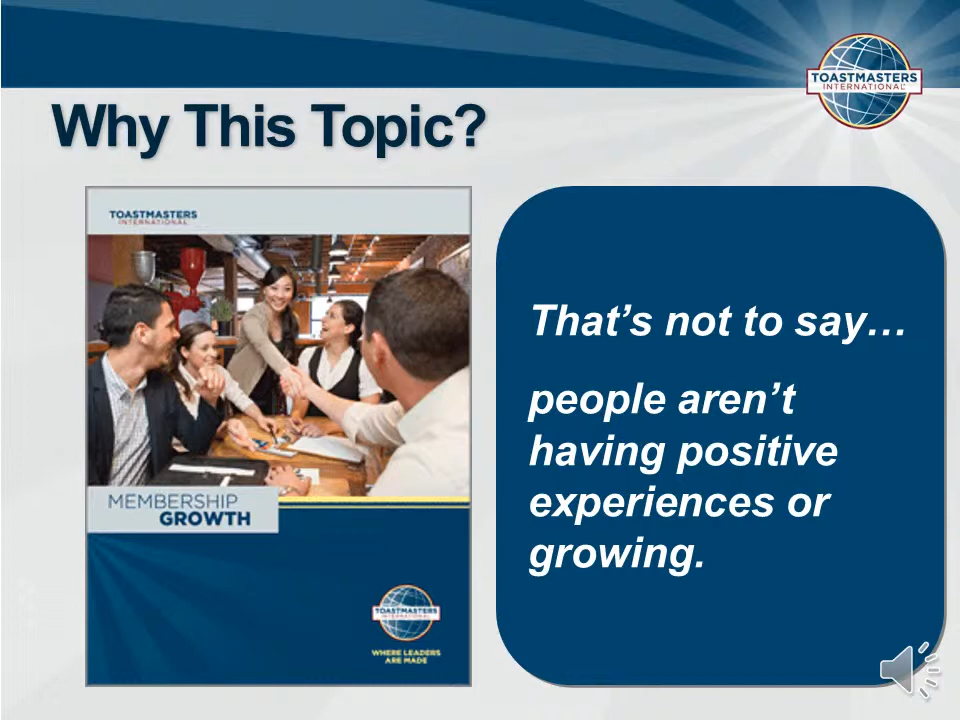 TOASTMASTERS
INTERNATIONAL
Why This Topic?
TOASTMASTERS
INTERNATIONAL
MEMBERSHIP
GROWTH
TOASTMASTERS
INTERNATIONAL
WHERE LEADERS
ARE MADE
That’s not to say…
people aren’t
having positive
experiences or
growing.